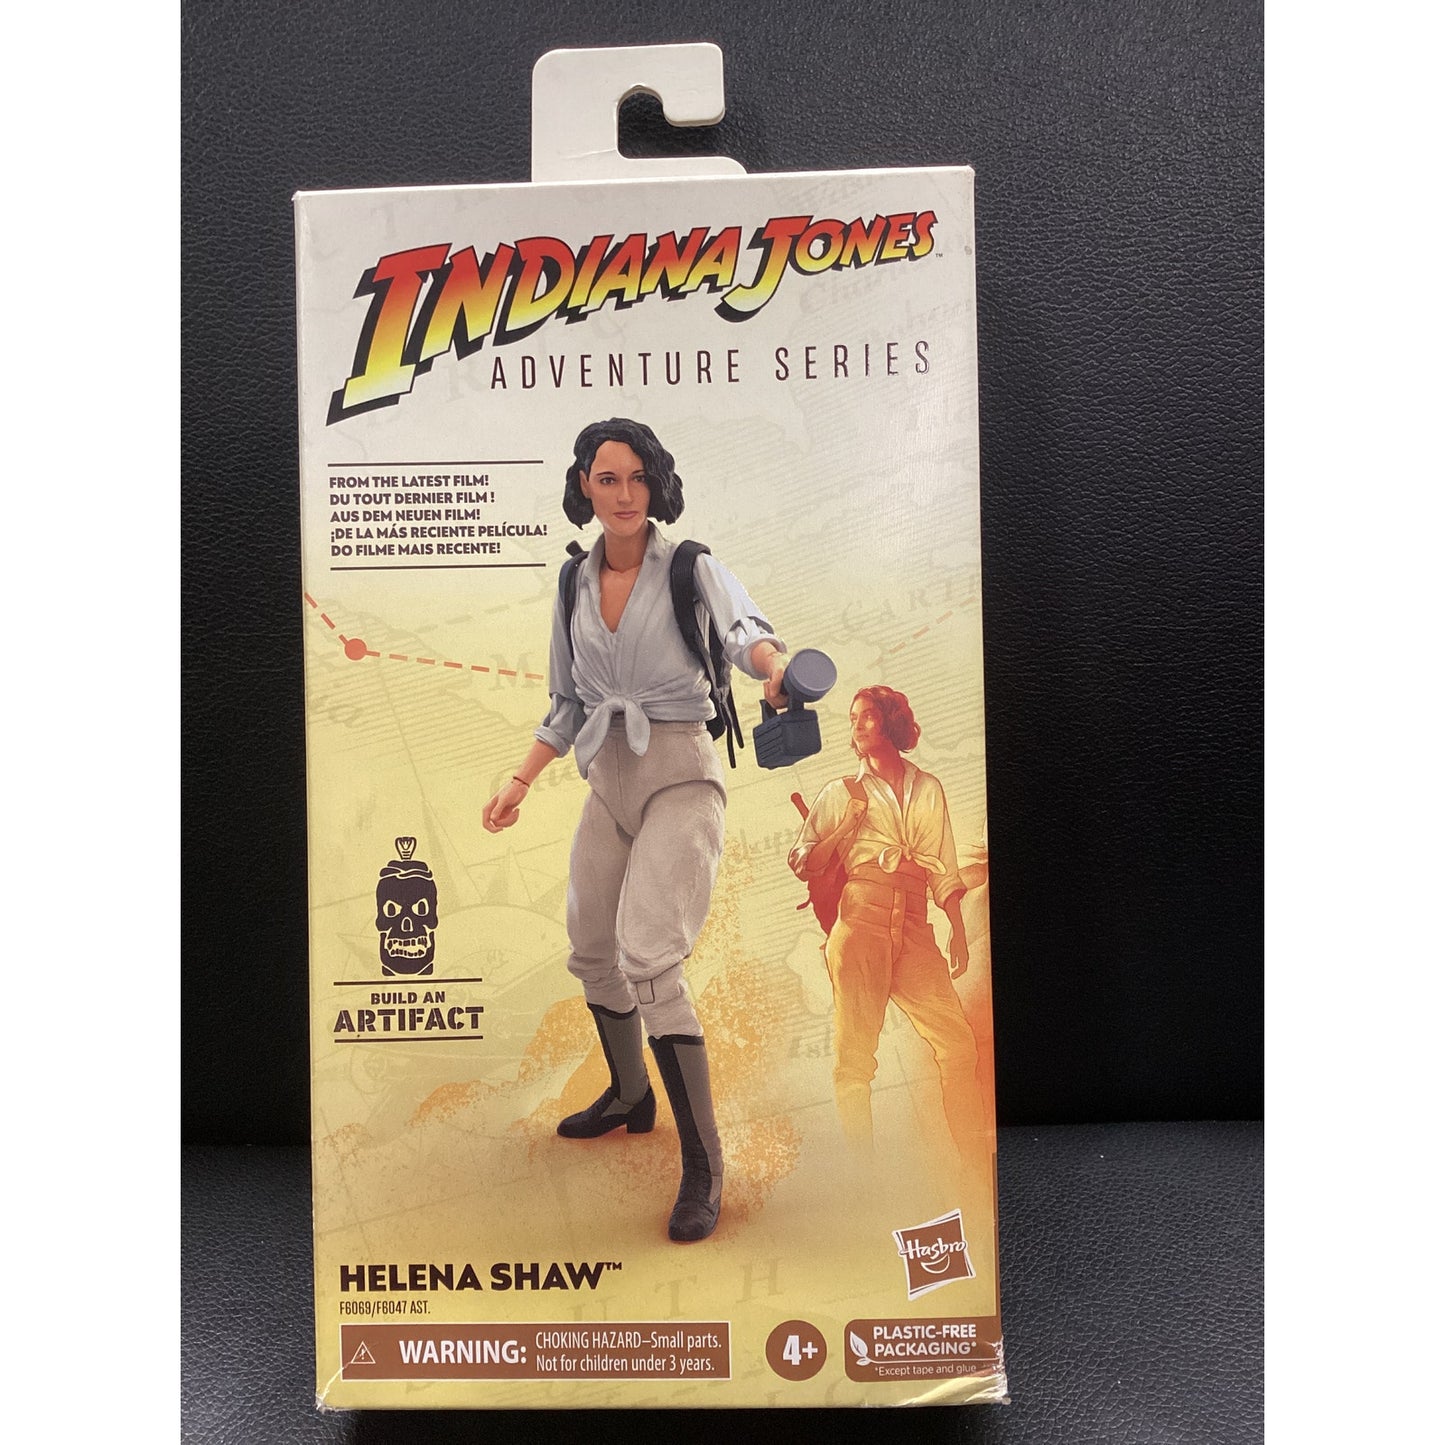 INDIANA JONES™
ADVENTURE SERIES
FROM THE LATEST FILM!
DU TOUT DERNIER FILM !
AUS DEM NEUEN FILM!
¡DE LA MÁS RECIENTE PELÍCULA!
DO FILME MAIS RECENTE!
BUILD AN
ARTIFACT
HELENA SHAW™
F6069/F6047 AST.
Hasbro
WARNING: CHOKING HAZARD–Small parts.
Not for children under 3 years.
4+
PLASTIC-FREE
PACKAGING*
*Except tape and glue